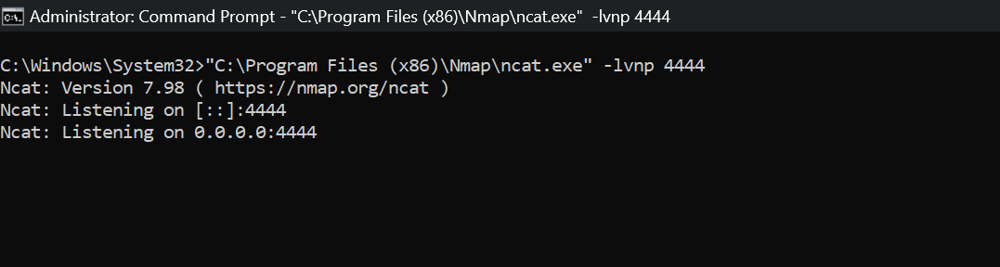 Administrator: Command Prompt - "C:\Program Files (x86)\Nmap\ncat.exe"  -lvnp 4444
C:\Windows\System32>"C:\Program Files (x86)\Nmap\ncat.exe" -lvnp 4444
Ncat: Version 7.98 ( https://nmap.org/ncat )
Ncat: Listening on [::]:4444
Ncat: Listening on 0.0.0.0:4444